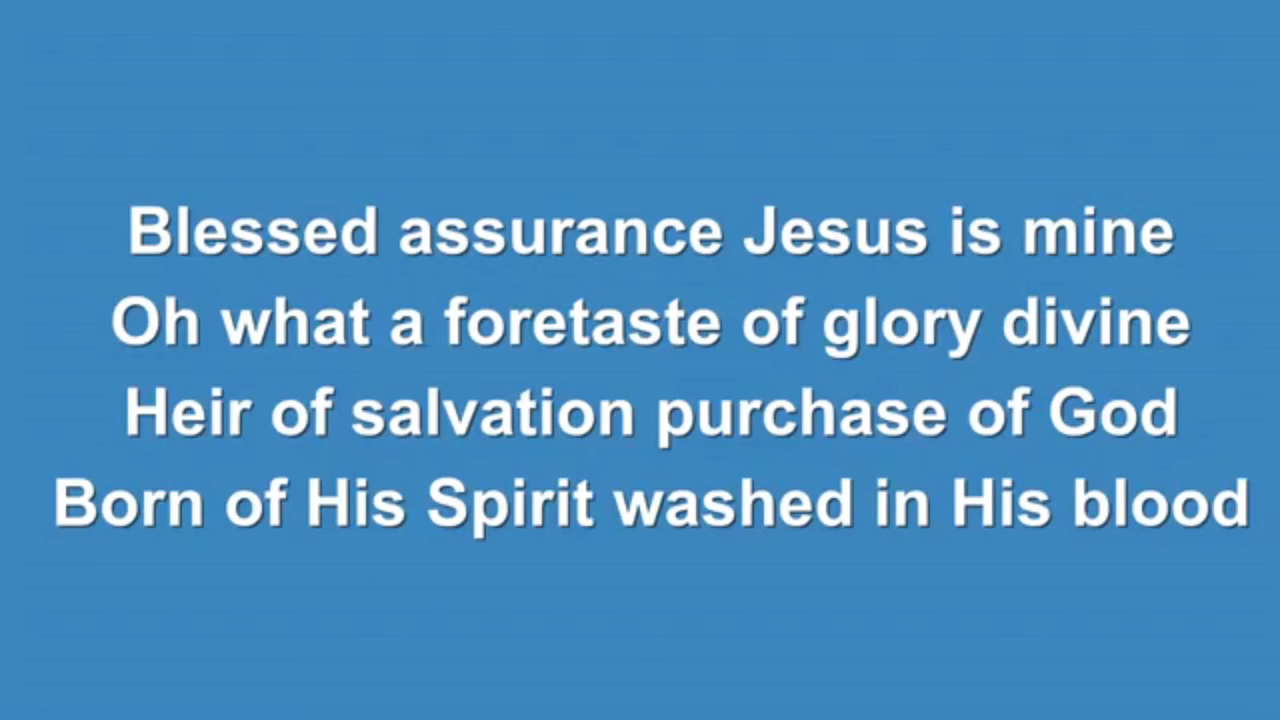 Blessed assurance Jesus is mine
Oh what a foretaste of glory divine
Heir of salvation purchase of God
Born of His Spirit washed in His blood